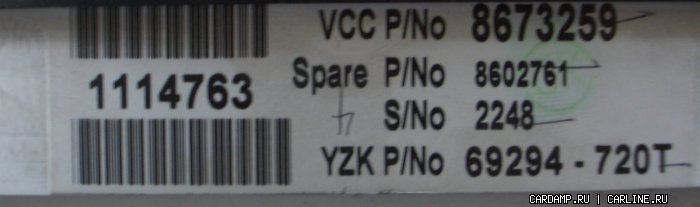 VCC P/No 8673259
1114763
Spare P/No 8602761
S/No 2248
YZK P/No 69294 - 720T
CARDAMP.RU | CARLINE.RU